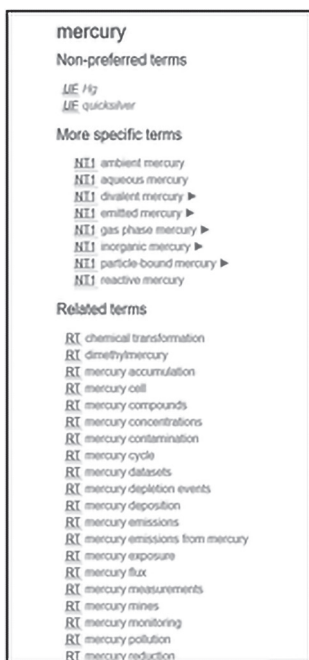 mercury
Non-preferred terms
UF Hg
UF quicksilver
More specific terms
NT1 ambient mercury
NT1 aqueous mercury
NT1 divalent mercury ►
NT1 emitted mercury ►
NT1 gas phase mercury ►
NT1 inorganic mercury ►
NT1 particle-bound mercury ►
NT1 reactive mercury
Related terms
RT chemical transformation
RT dimethylmercury
RT mercury accumulation
RT mercury cell
RT mercury compounds
RT mercury concentrations
RT mercury contamination
RT mercury cycle
RT mercury datasets
RT mercury depletion events
RT mercury deposition
RT mercury emissions
RT mercury emissions from mercury
RT mercury exposure
RT mercury flux
RT mercury measurements
RT mercury mines
RT mercury monitoring
RT mercury pollution
RT mercury reduction